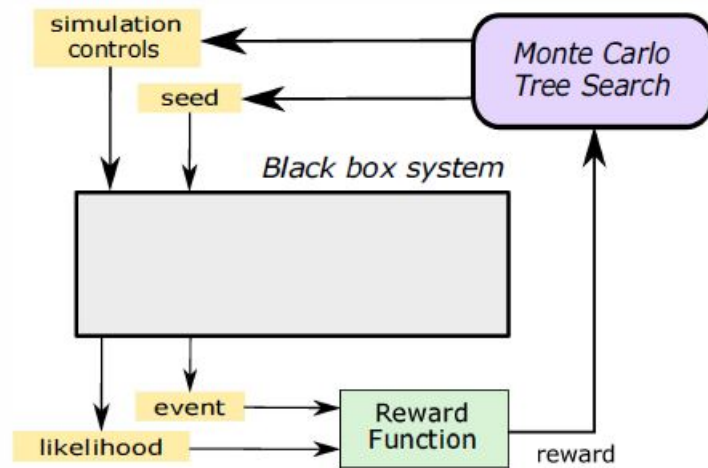 simulation
controls
Monte Carlo
Tree Search
seed
Black box system
event
likelihood
Reward
Function
reward